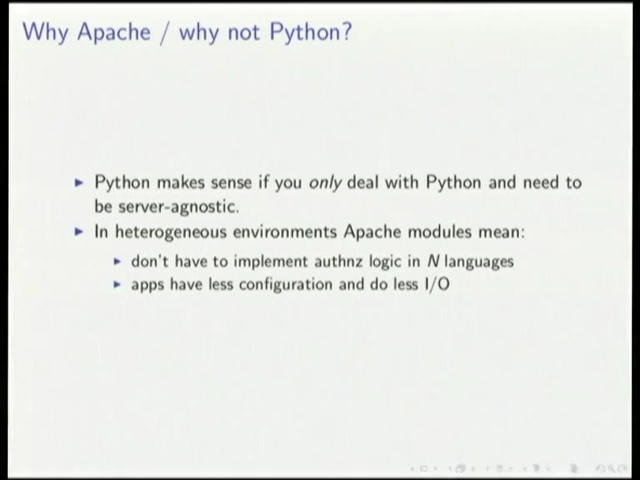 Why Apache / why not Python?
Python makes sense if you only deal with Python and need to
be server-agnostic.
In heterogeneous environments Apache modules mean:
don't have to implement authnz logic in N languages
apps have less configuration and do less I/O